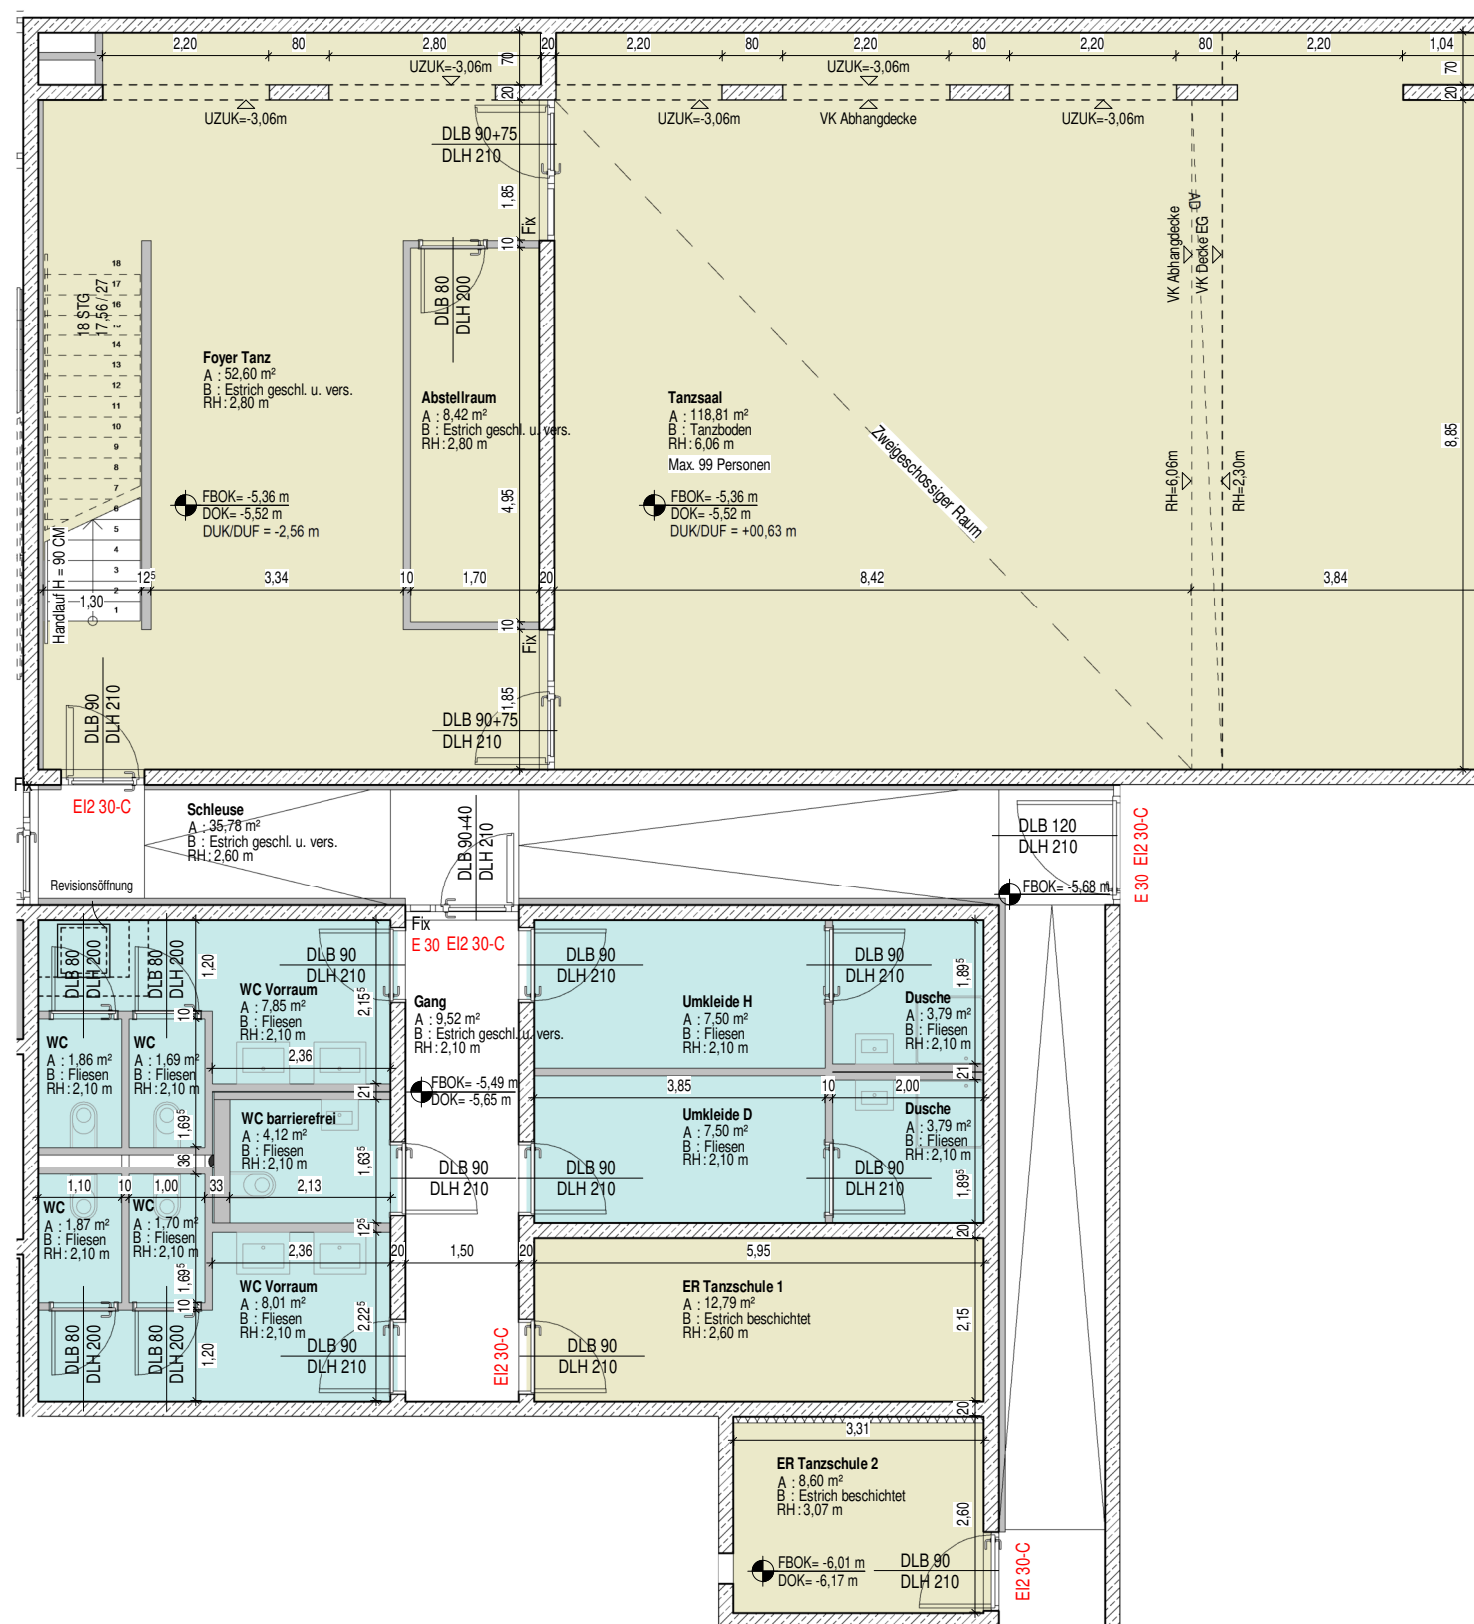 2,20 80 2,80 20 2,20 80 2,20 80 2,20 80 2,20 1,04
70 70
UZUK=-3,06m UZUK=-3,06m
20 20
UZUK=-3,06m UZUK=-3,06m VK Abhangdecke UZUK=-3,06m
DLB 90+75
DLH 210
1,85
Fix
10
VK Abhangdecke
AD
VK Decke EG
18 STG
17,56 / 27
18
17
16
14
13
12
11
10
9
8
7
6
5
4
3
2
1
DLB 80
DLH 200
Foyer Tanz
A : 52,60 m²
B : Estrich geschl. u. vers.
RH : 2,80 m
Abstellraum
A : 8,42 m²
B : Estrich geschl. u. vers.
RH : 2,80 m
Tanzsaal
A : 118,81 m²
B : Tanzboden
RH : 6,06 m
Max. 99 Personen
Zweigeschossiger Raum
8,85
RH=6,06m
RH=2,30m
FBOK= -5,36 m
DOK= -5,52 m
DUK/DUF = -2,56 m
4,95
FBOK= -5,36 m
DOK= -5,52 m
DUK/DUF = +00,63 m
Handlauf H = 90 CM
12⁵ 3,34 10 1,70 20 8,42 3,84
1,30
10
Fix
1,85
DLB 90
DLH 210
DLB 90+75
DLH 210
Fix
EI2 30-C
Schleuse
A : 35,78 m²
B : Estrich geschl. u. vers.
RH : 2,60 m
DLB 90+40
DLH 210
DLB 120
DLH 210
E 30 EI2 30-C
Revisionsöffnung
FBOK= -5,68 m
Fix
E 30 EI2 30-C
DLB 80
DLH 200
DLB 80
DLH 200
1,20
DLB 90
DLH 210
2,15⁵
DLB 90
DLH 210
DLB 90
DLH 210
1,89⁵
WC Vorraum
A : 7,85 m²
B : Fliesen
RH : 2,10 m
Gang
A : 9,52 m²
B : Estrich geschl. u. vers.
RH : 2,10 m
Umkleide H
A : 7,50 m²
B : Fliesen
RH : 2,10 m
Dusche
A : 3,79 m²
B : Fliesen
RH : 2,10 m
10
WC
A : 1,86 m²
B : Fliesen
RH : 2,10 m
WC
A : 1,69 m²
B : Fliesen
RH : 2,10 m
2,36
21
FBOK= -5,49 m
DOK= -5,65 m
21
3,85 10 2,00
1,69⁵
WC barrierefrei
A : 4,12 m²
B : Fliesen
RH : 2,10 m
Umkleide D
A : 7,50 m²
B : Fliesen
RH : 2,10 m
Dusche
A : 3,79 m²
B : Fliesen
RH : 2,10 m
36
1,63⁵
DLB 90
DLH 210
DLB 90
DLH 210
DLB 90
DLH 210
1,89⁵
1,10 10 1,00 33 2,13
WC
A : 1,87 m²
B : Fliesen
RH : 2,10 m
WC
A : 1,70 m²
B : Fliesen
RH : 2,10 m
12⁵
20
2,36 20 1,50 20 5,95
1,69⁵
10
WC Vorraum
A : 8,01 m²
B : Fliesen
RH : 2,10 m
2,22⁵
ER Tanzschule 1
A : 12,79 m²
B : Estrich beschichtet
RH : 2,60 m
2,15
DLB 80
DLH 200
DLB 80
DLH 200
1,20
DLB 90
DLH 210
EI2 30-C
DLB 90
DLH 210
20
3,31
ER Tanzschule 2
A : 8,60 m²
B : Estrich beschichtet
RH : 3,07 m
2,60
FBOK= -6,01 m
DOK= -6,17 m
DLB 90
DLH 210
EI2 30-C